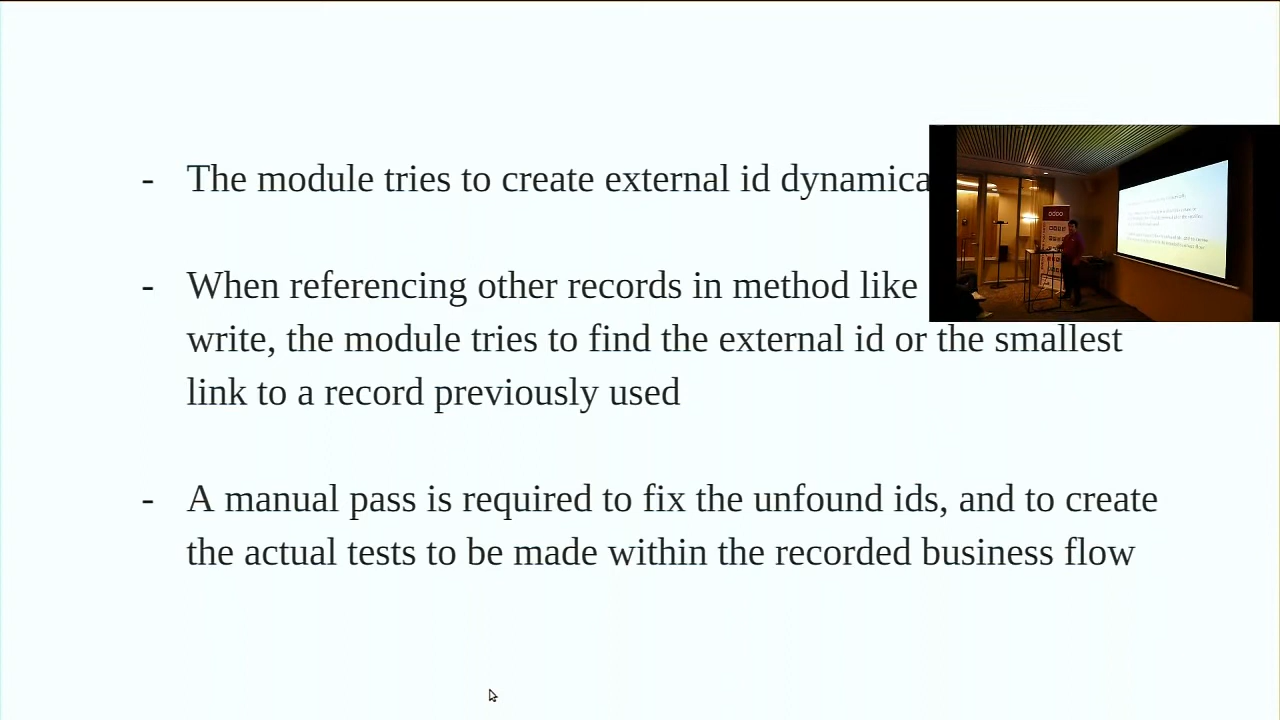 - The module tries to create external id dynamica
- When referencing other records in method like
write, the module tries to find the external id or the smallest
link to a record previously used
- A manual pass is required to fix the unfound ids, and to create
the actual tests to be made within the recorded business flow
odoo